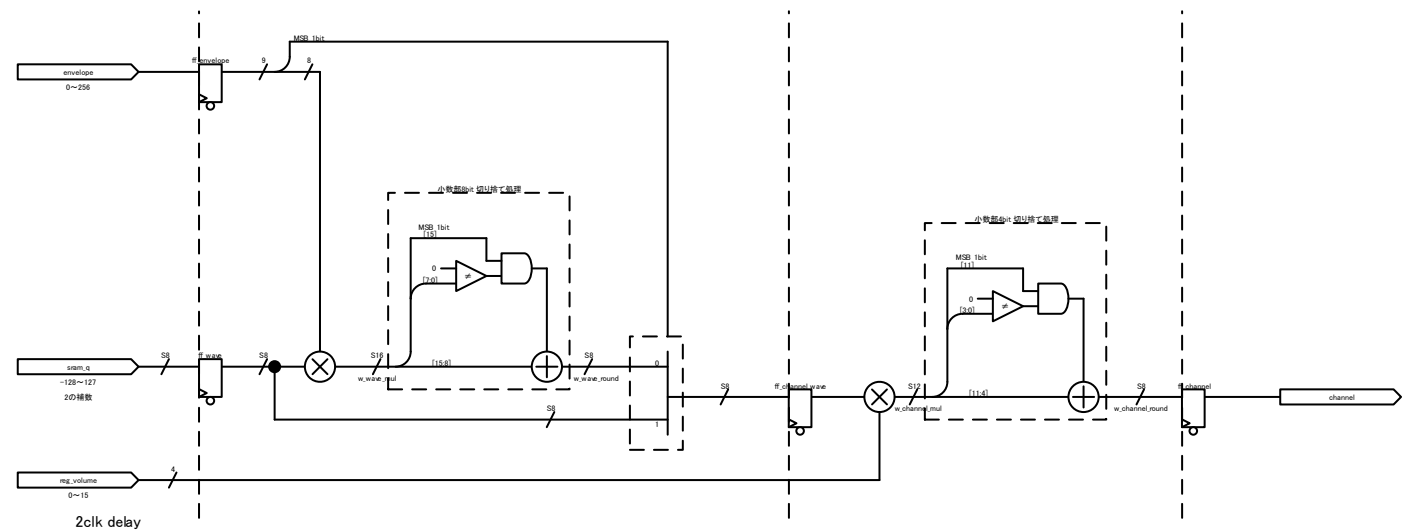 MSB 1bit
ff_envelope
9
8
envelope
0～256
小数部8bit 切り捨て処理
MSB 1bit
[15]
0
≠
[7:0]
小数部4bit 切り捨て処理
MSB 1bit
[11]
0
≠
[3:0]
sram_q
-128～127
2の補数
S8
ff_wave
S8
S16
w_wave_mul
[15:8]
S8
w_wave_round
0
1
S8
S8
ff_channel_wave
S12
w_channel_mul
[11:4]
S8
w_channel_round
ff_channel
channel
reg_volume
0～15
4
2clk delay